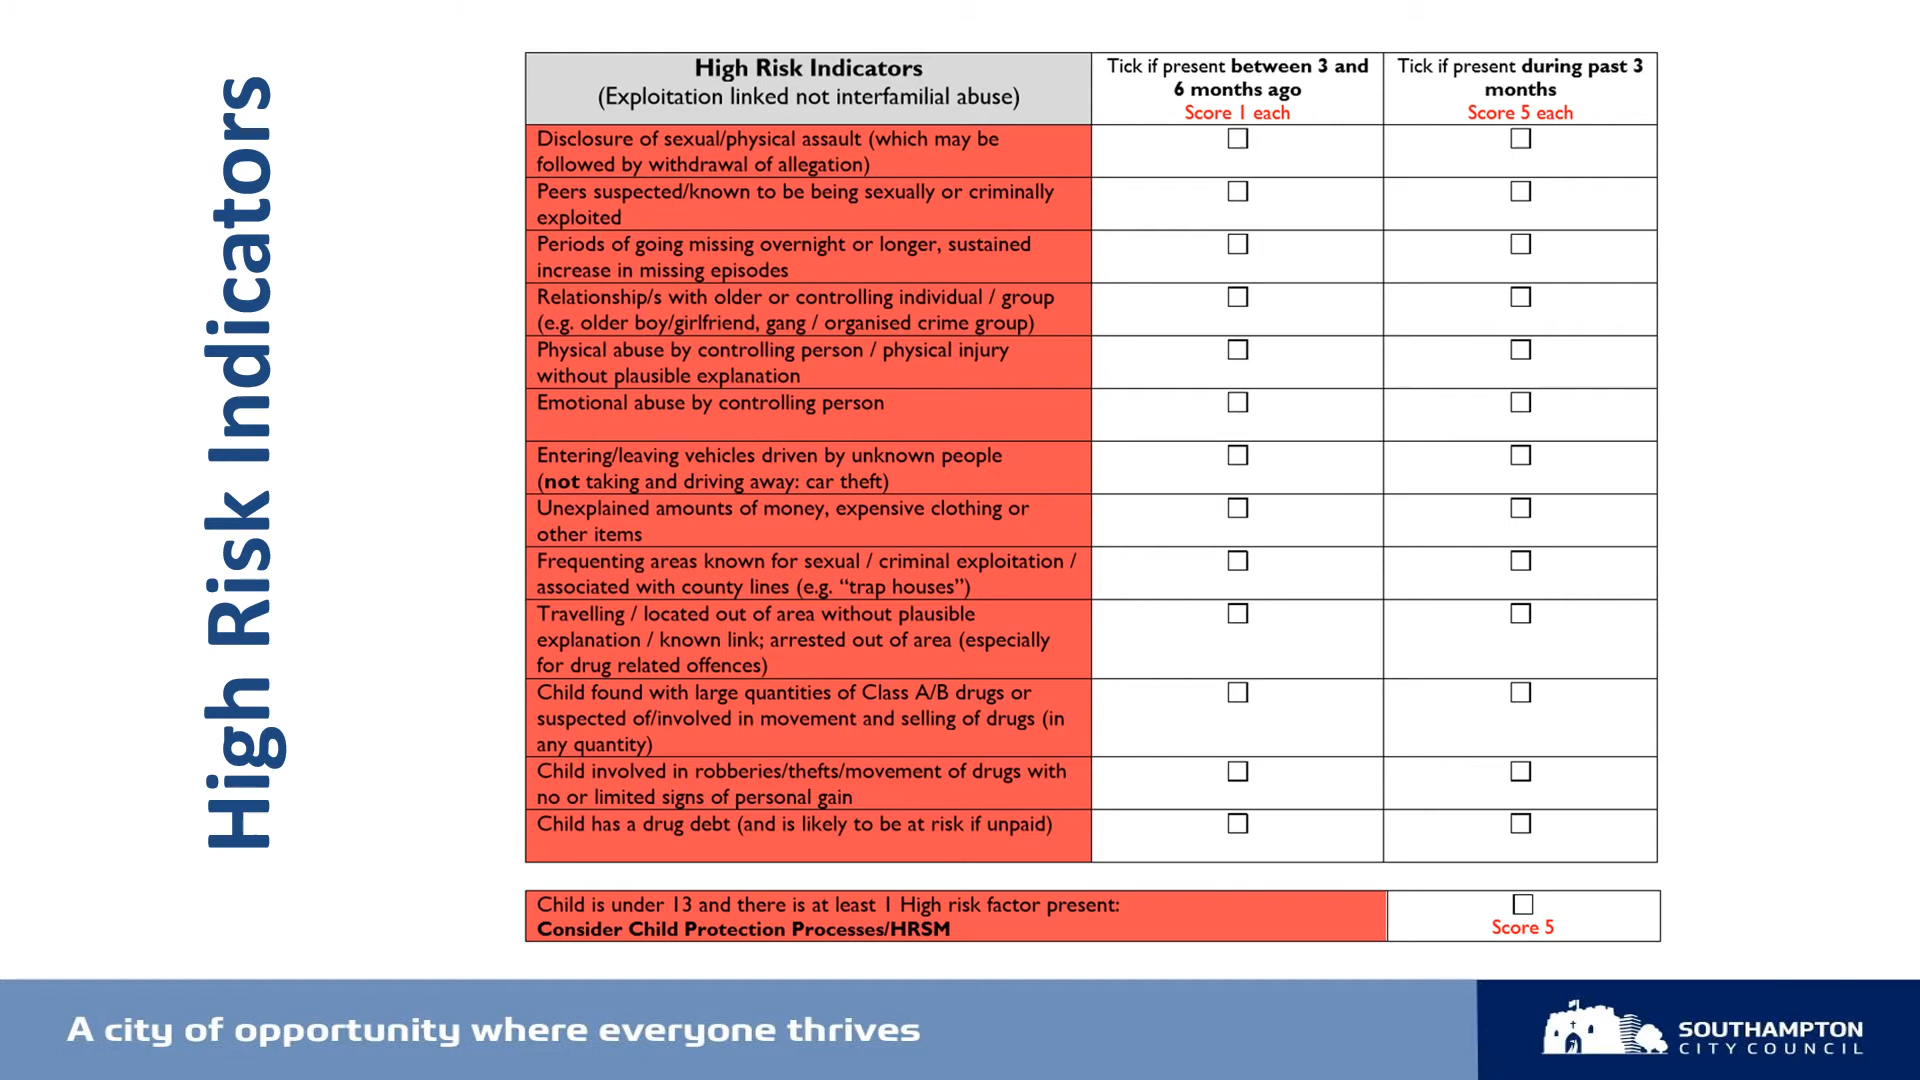 High Risk Indicators
High Risk Indicators
(Exploitation linked not interfamilial abuse)
Tick if present between 3 and
6 months ago
Score 1 each
Tick if present during past 3
months
Score 5 each
Disclosure of sexual/physical assault (which may be
followed by withdrawal of allegation)
Peers suspected/known to be being sexually or criminally
exploited
Periods of going missing overnight or longer, sustained
increase in missing episodes
Relationship/s with older or controlling individual / group
(e.g. older boy/girlfriend, gang / organised crime group)
Physical abuse by controlling person / physical injury
without plausible explanation
Emotional abuse by controlling person
Entering/leaving vehicles driven by unknown people
(not taking and driving away: car theft)
Unexplained amounts of money, expensive clothing or
other items
Frequenting areas known for sexual / criminal exploitation /
associated with county lines (e.g. “trap houses”)
Travelling / located out of area without plausible
explanation / known link; arrested out of area (especially
for drug related offences)
Child found with large quantities of Class A/B drugs or
suspected of/involved in movement and selling of drugs (in
any quantity)
Child involved in robberies/thefts/movement of drugs with
no or limited signs of personal gain
Child has a drug debt (and is likely to be at risk if unpaid)
Child is under 13 and there is at least 1 High risk factor present:
Consider Child Protection Processes/HRSM
Score 5
A city of opportunity where everyone thrives
SOUTHAMPTON
CITY COUNCIL